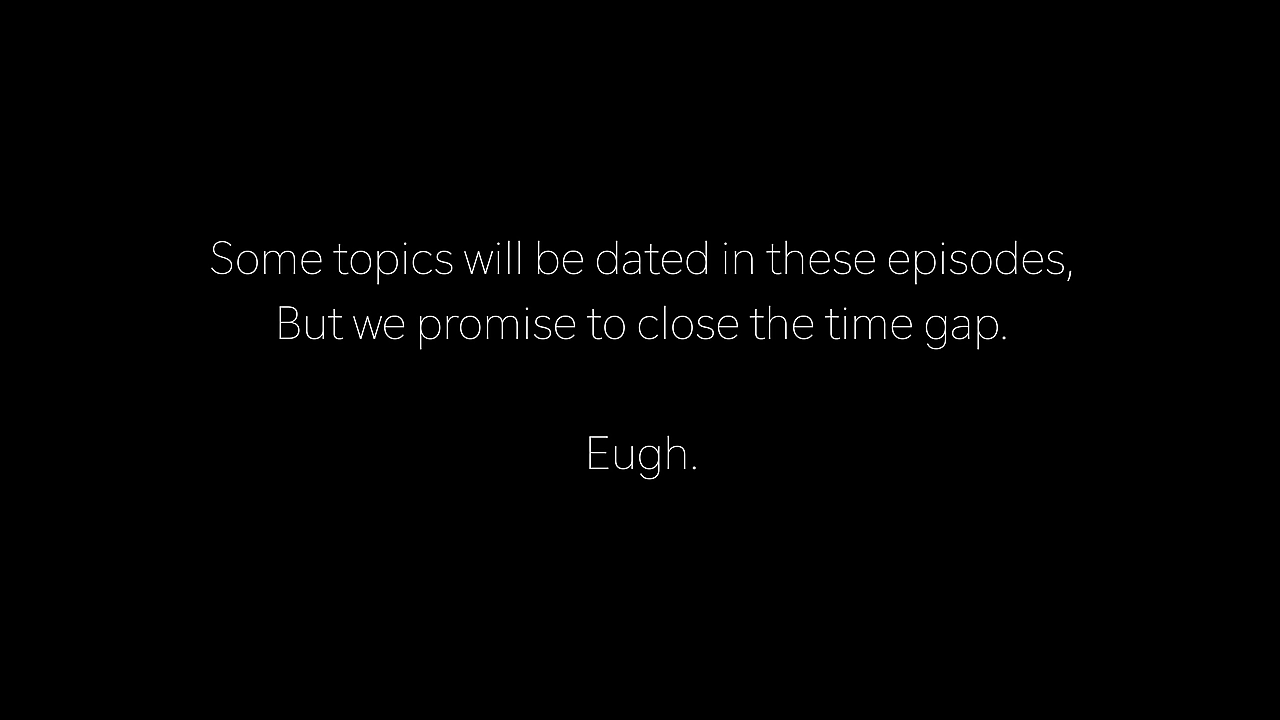 Some topics will be dated in these episodes,
But we promise to close the time gap.
Eugh.